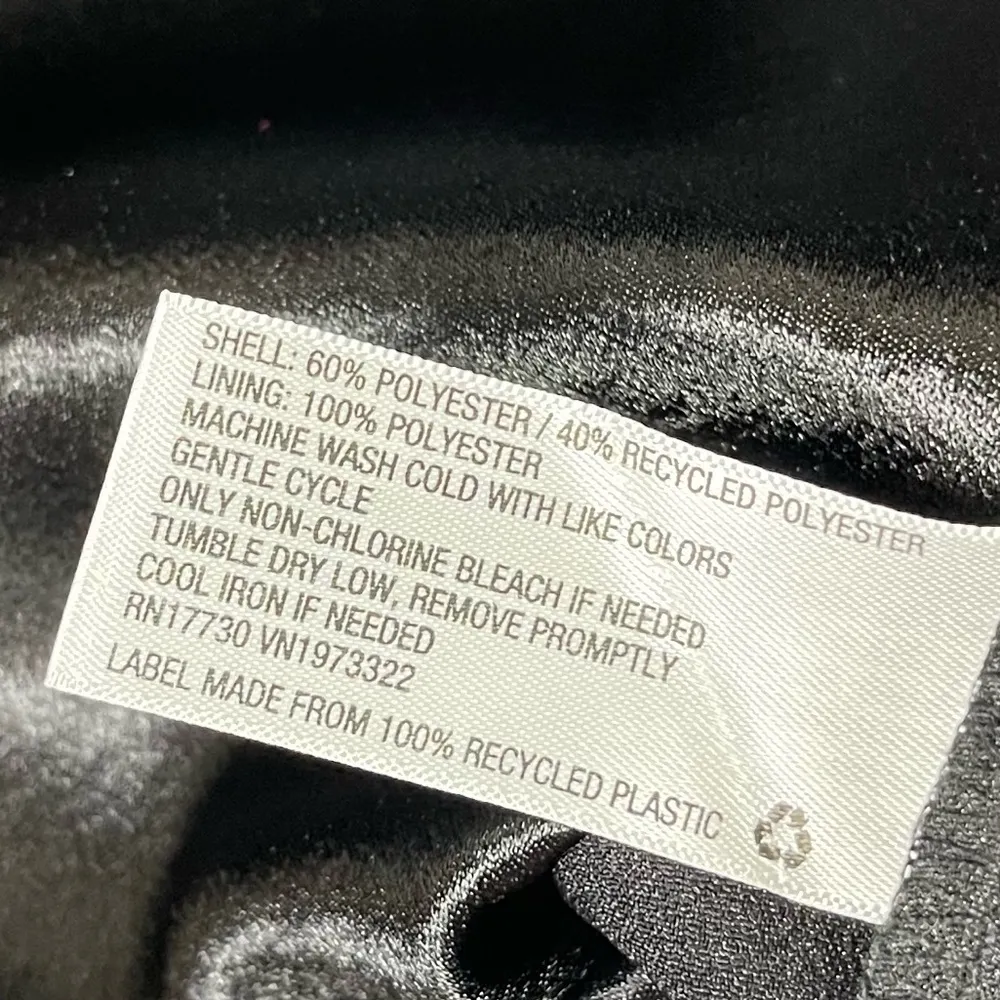 SHELL: 60% POLYESTER / 40% RECYCLED POLYESTER
LINING: 100% POLYESTER
MACHINE WASH COLD WITH LIKE COLORS
GENTLE CYCLE
ONLY NON-CHLORINE BLEACH IF NEEDED
TUMBLE DRY LOW, REMOVE PROMPTLY
COOL IRON IF NEEDED
RN17730 VN1973322
LABEL MADE FROM 100% RECYCLED PLASTIC